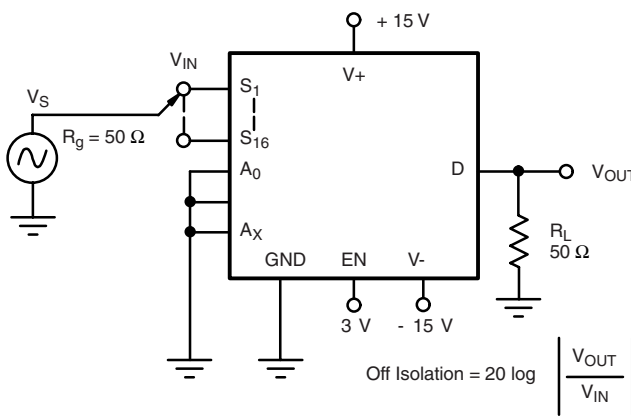 + 15 V
V_IN
V+
V_S
S_1
R_g = 50 Ω
S_16
A_0
D
V_OUT
A_X
R_L
50 Ω
GND
EN
V-
3 V
- 15 V
Off Isolation = 20 log
V_OUT
V_IN